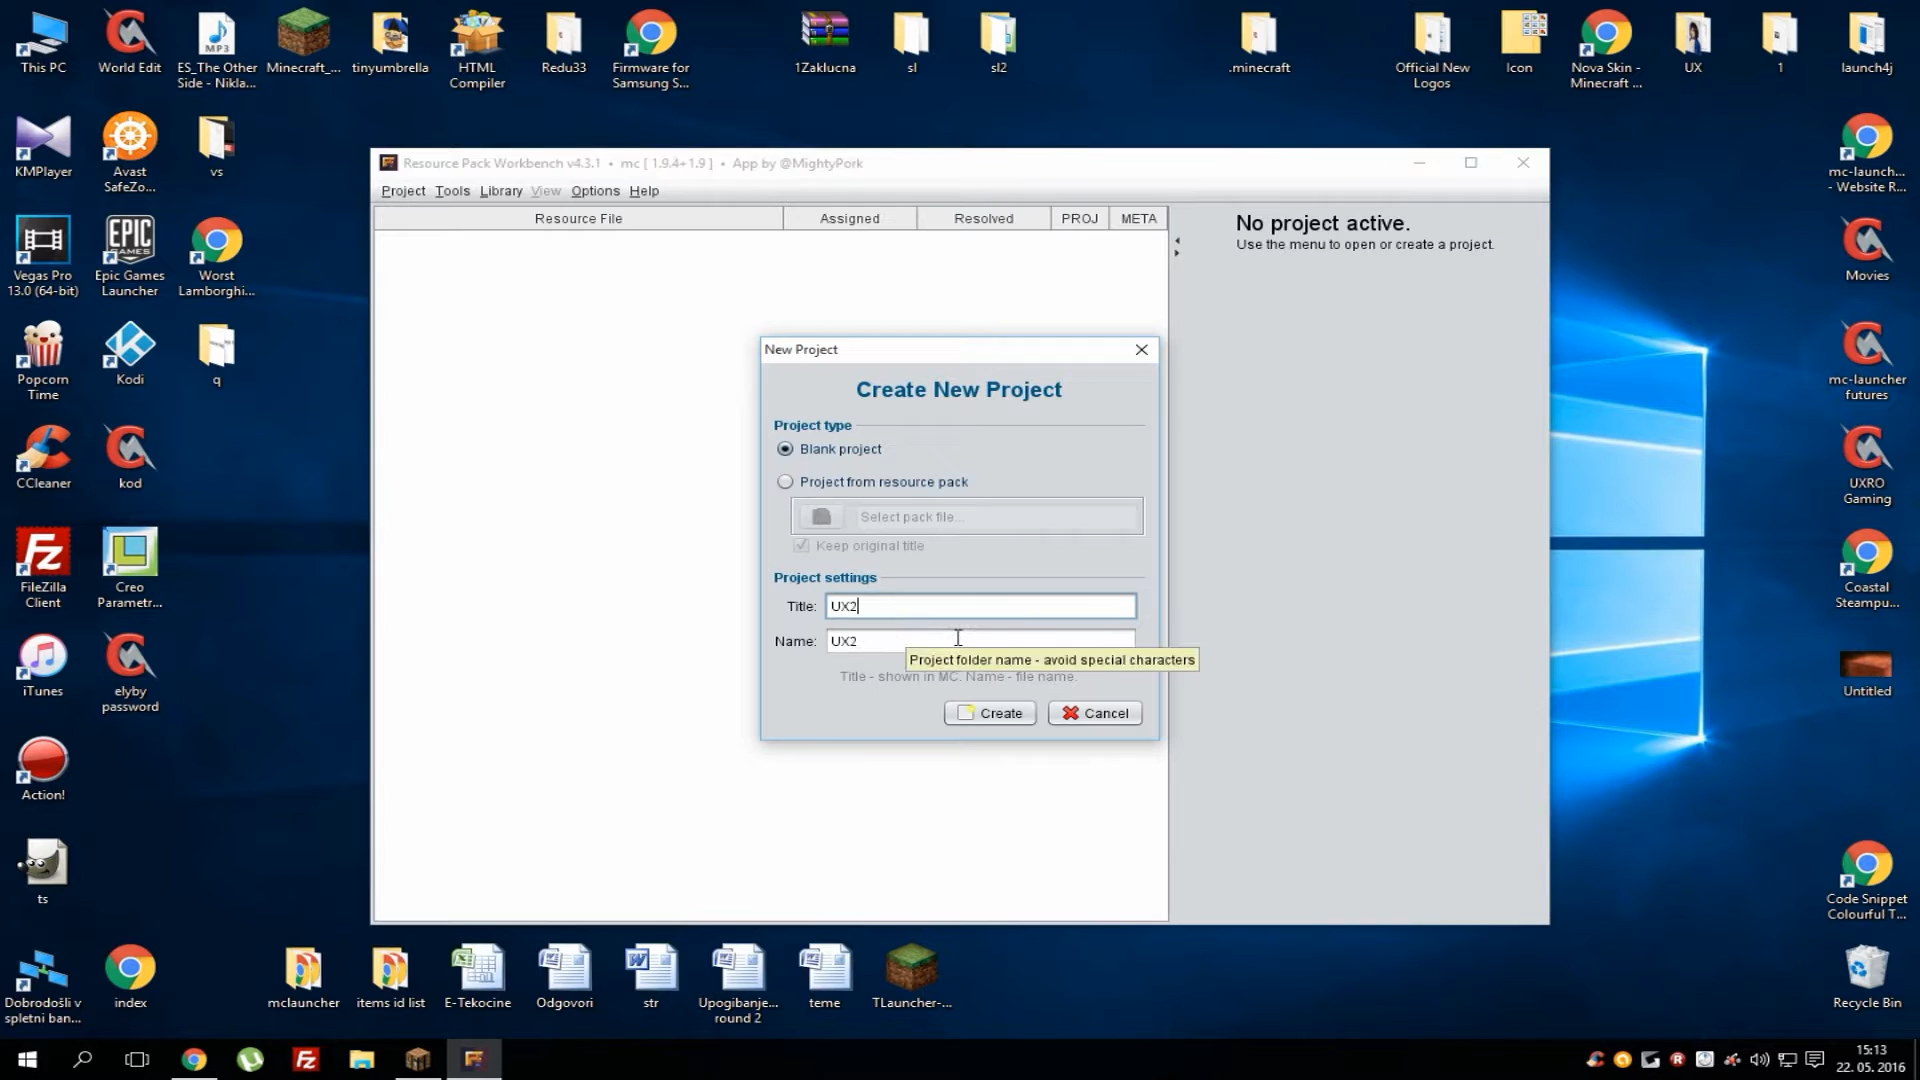 This PC
World Edit
ES_The Other
Side - Nikla...
Minecraft_...
tinyumbrella
HTML
Compiler
Redu33
Firmware for
Samsung S...
1Zaklucna
sl
sl2
.minecraft
Official New
Logos
Icon
Nova Skin -
Minecraft ...
UX
1
launch4j
KMPlayer
Avast
SafeZo...
vs
mc-launch...
- Website R...
Resource Pack Workbench v4.3.1 • mc [ 1.9.4+1.9 ] • App by @MightyPork
Project Tools Library View Options Help
Resource File Assigned Resolved PROJ META
No project active.
Use the menu to open or create a project.
Vegas Pro
13.0 (64-bit)
EPIC
GAMES
Epic Games
Launcher
Worst
Lamborghi...
Movies
New Project
Create New Project
Project type
Blank project
Project from resource pack
Select pack file...
Keep original title
Project settings
Title: UX2
Name: UX2
Project folder name - avoid special characters
Title - shown in MC. Name - file name.
Create Cancel
Popcorn
Time
Kodi
q
mc-launcher
futures
CCleaner
kod
UXRO
Gaming
FileZilla
Client
Creo
Parametr...
Coastal
Steampu...
iTunes
elyby
password
Untitled
Action!
ts
Code Snippet
Colourful T...
Dobrodošli v
spletni ban...
index
mclauncher
items id list
E-Tekocine
Odgovori
str
Upogibanje...
round 2
teme
TLauncher-...
Recycle Bin
15:13
22. 05. 2016